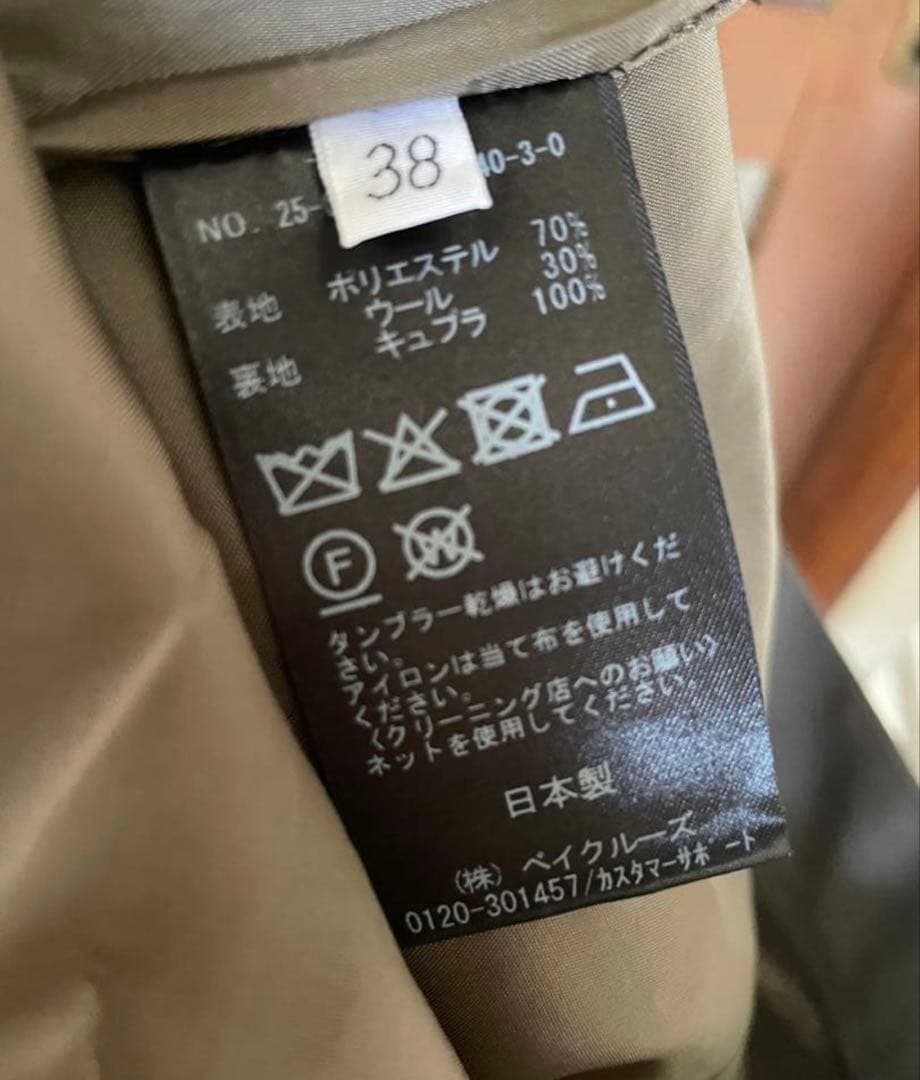 38
NO. 25- 40-3-0
表地 ポリエステル 70%
ウール 30%
裏地 キュプラ 100%
F
W
タンブラー乾燥はお避けくだ
さい。
アイロンは当て布を使用して
ください。
〈クリーニング店へのお願い〉
ネットを使用してください。
日本製
(株) ベイクルーズ
0120-301457/カスタマーサポート